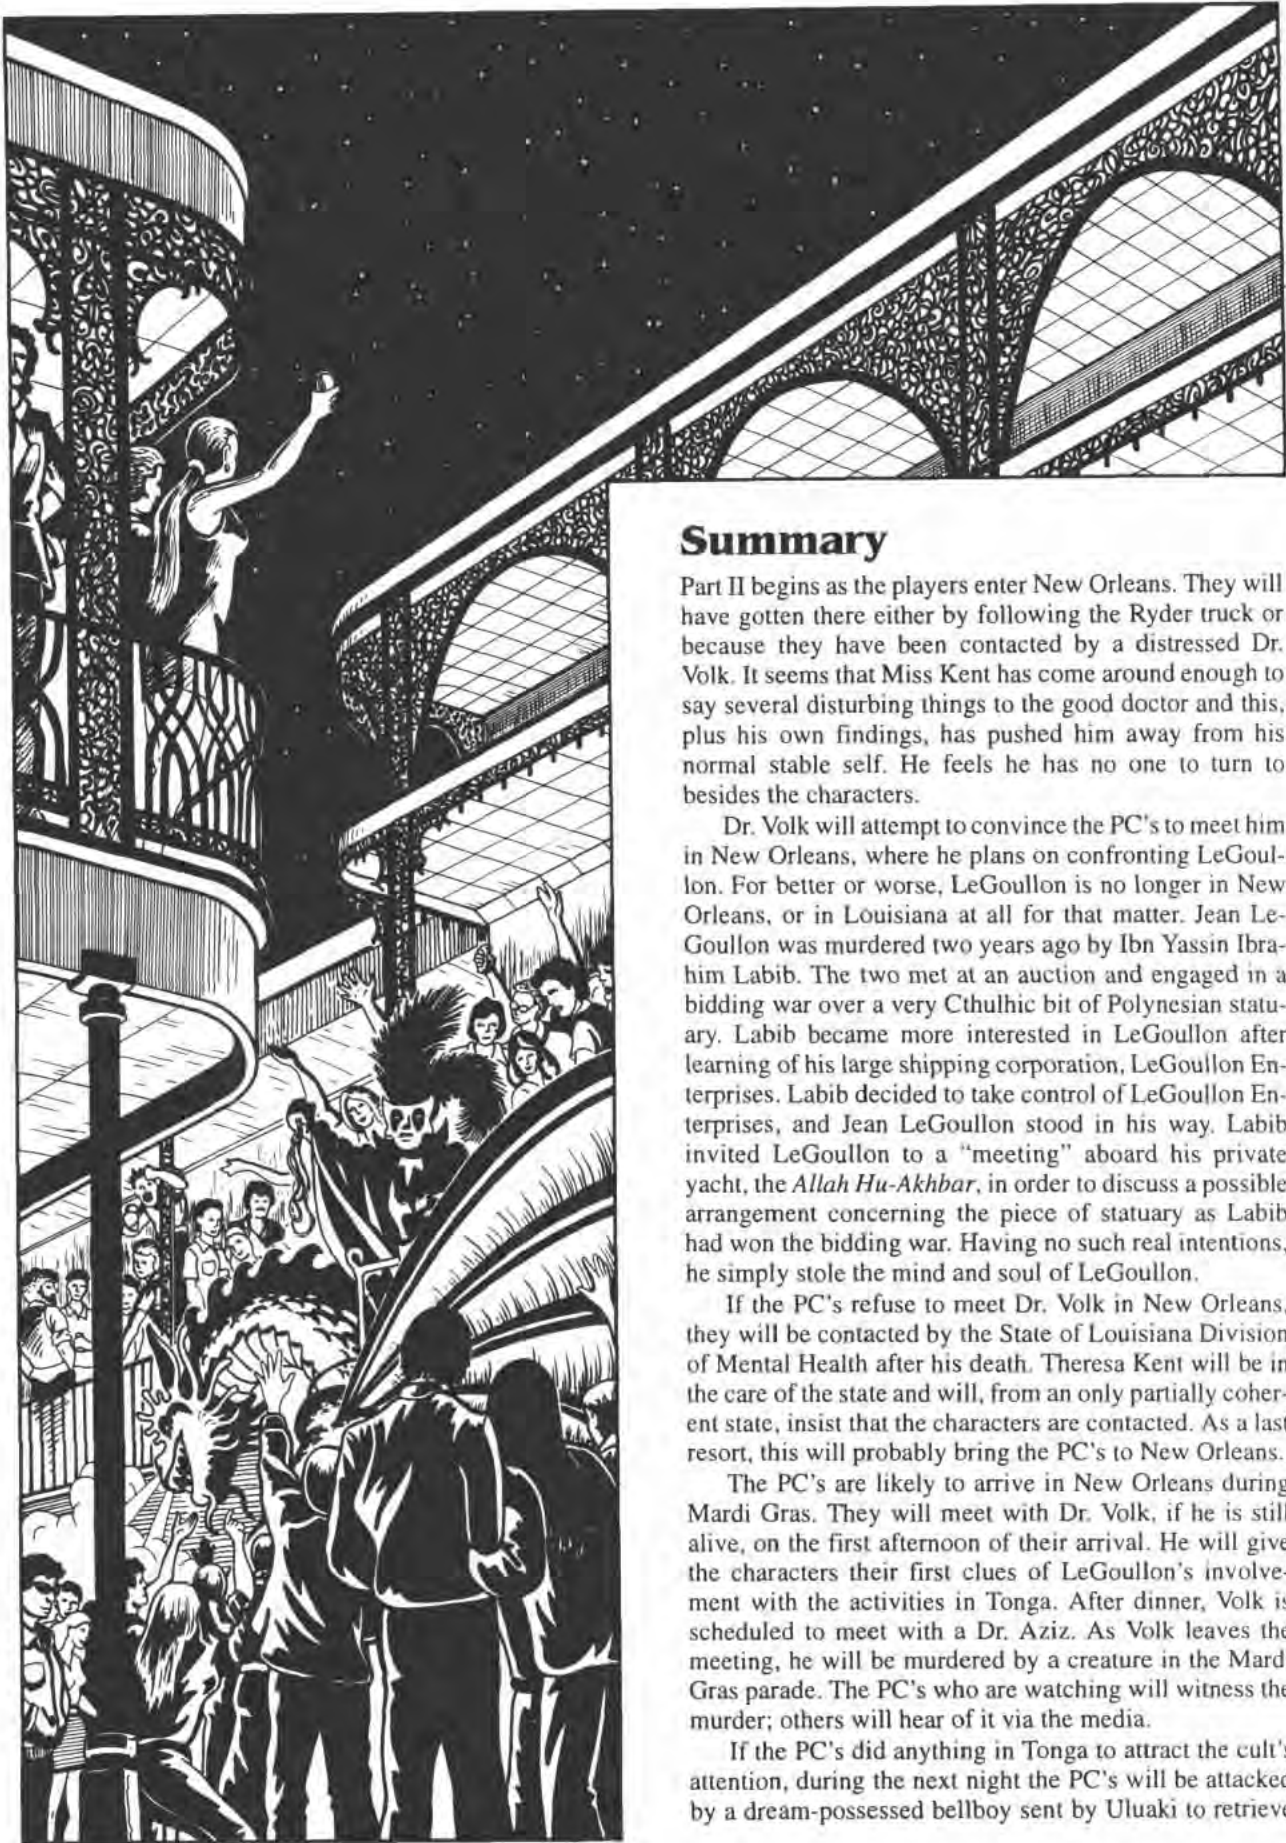 Summary
Part II begins as the players enter New Orleans. They will
have gotten there either by following the Ryder truck or
because they have been contacted by a distressed Dr.
Volk. It seems that Miss Kent has come around enough to
say several disturbing things to the good doctor and this,
plus his own findings, has pushed him away from his
normal stable self. He feels he has no one to turn to
besides the characters.
Dr. Volk will attempt to convince the PC's to meet him
in New Orleans, where he plans on confronting LeGoul-
lon. For better or worse, LeGoullon is no longer in New
Orleans, or in Louisiana at all for that matter. Jean Le-
Goullon was murdered two years ago by Ibn Yassin Ibra-
him Labib. The two met at an auction and engaged in a
bidding war over a very Cthulhic bit of Polynesian statu-
ary. Labib became more interested in LeGoullon after
learning of his large shipping corporation, LeGoullon En-
terprises. Labib decided to take control of LeGoullon En-
terprises, and Jean LeGoullon stood in his way. Labib
invited LeGoullon to a "meeting" aboard his private
yacht, the Allah Hu-Akhbar, in order to discuss a possible
arrangement concerning the piece of statuary as Labib
had won the bidding war. Having no such real intentions,
he simply stole the mind and soul of LeGoullon.
If the PC's refuse to meet Dr. Volk in New Orleans,
they will be contacted by the State of Louisiana Division
of Mental Health after his death. Theresa Kent will be in
the care of the state and will, from an only partially coher-
ent state, insist that the characters are contacted. As a last
resort, this will probably bring the PC's to New Orleans.
The PC's are likely to arrive in New Orleans during
Mardi Gras. They will meet with Dr. Volk, if he is still
alive, on the first afternoon of their arrival. He will give
the characters their first clues of LeGoullon's involve-
ment with the activities in Tonga. After dinner, Volk is
scheduled to meet with a Dr. Aziz. As Volk leaves the
meeting, he will be murdered by a creature in the Mardi
Gras parade. The PC's who are watching will witness the
murder; others will hear of it via the media.
If the PC's did anything in Tonga to attract the cult's
attention, during the next night the PC's will be attacked
by a dream-possessed bellboy sent by Uluaki to retrieve